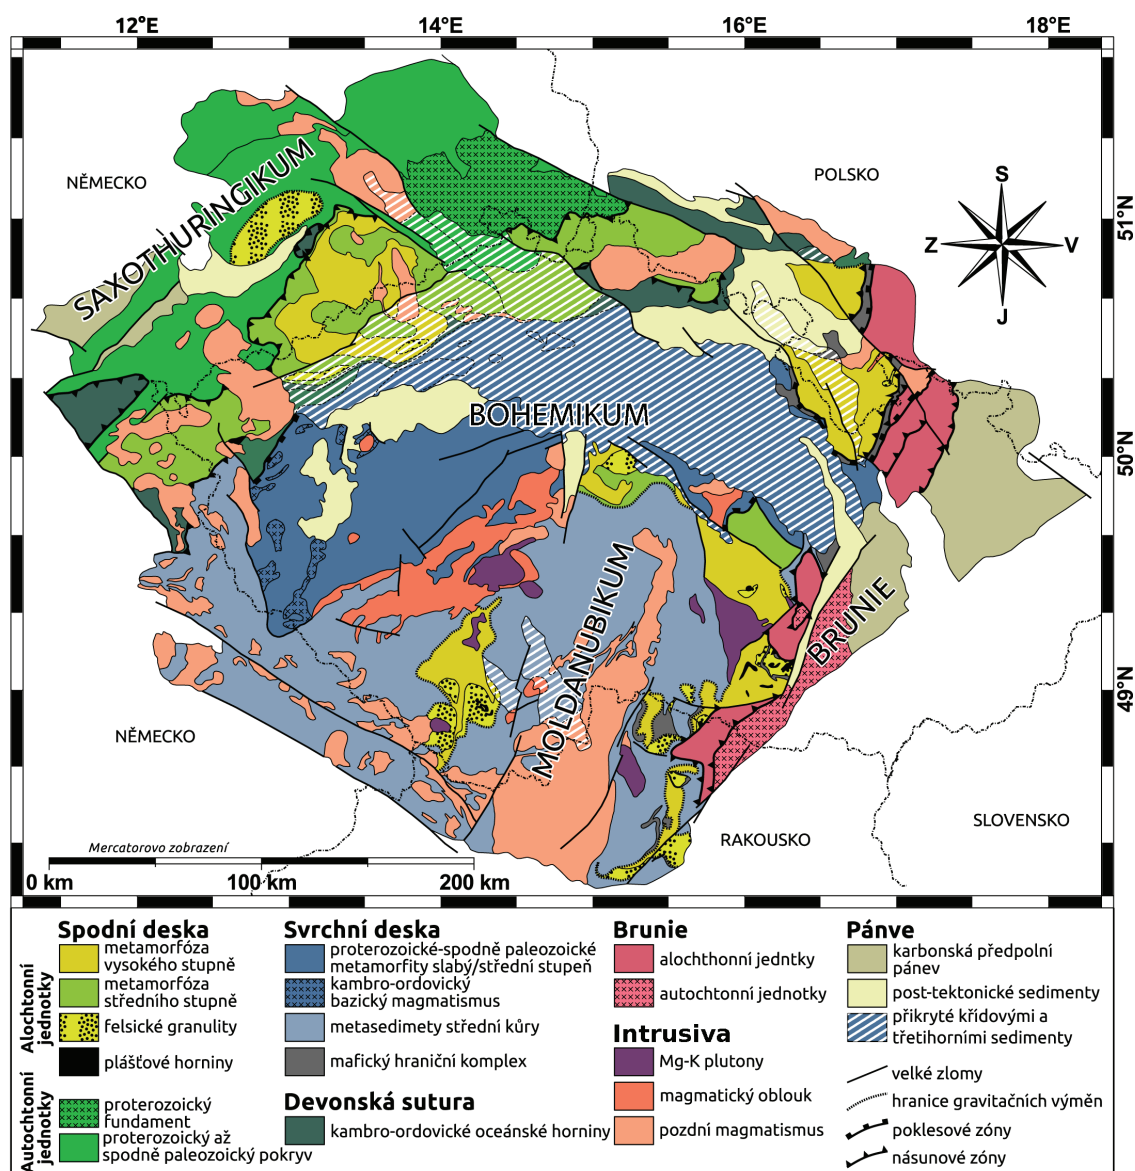 12°E
14°E
16°E
18°E
51°N
50°N
49°N
NĚMECKO
POLSKO
S
Z
V
J
SAXOTHURINGIKUM
BOHEMIKUM
MOLDANUBIKUM
BRUNIE
NĚMECKO
RAKOUSKO
SLOVENSKO
Mercatorovo zobrazení
0 km
100 km
200 km
Alochtonní
jednotky
Autochtonní
jednotky
Spodní deska
metamorfóza
vysokého stupně
metamorfóza
středního stupně
felsické granulity
plášťové horniny
proterozoický
fundament
proterozoický až
spodně paleozoický pokryv
Svrchní deska
proterozoické-spodně paleozoické
metamorfity slabý/střední stupeň
kambro-ordovický
bazický magmatismus
metasedimety střední kůry
mafický hraniční komplex
Devonská sutura
kambro-ordovické oceánské horniny
Brunie
alochthonní jedntky
autochtonní jednotky
Intrusiva
Mg-K plutony
magmatický oblouk
pozdní magmatismus
Pánve
karbonská předpolní
pánev
post-tektonické sedimenty
přikryté křídovými a
třetihorními sedimenty
velké zlomy
hranice gravitačních výměn
poklesové zóny
násunové zóny